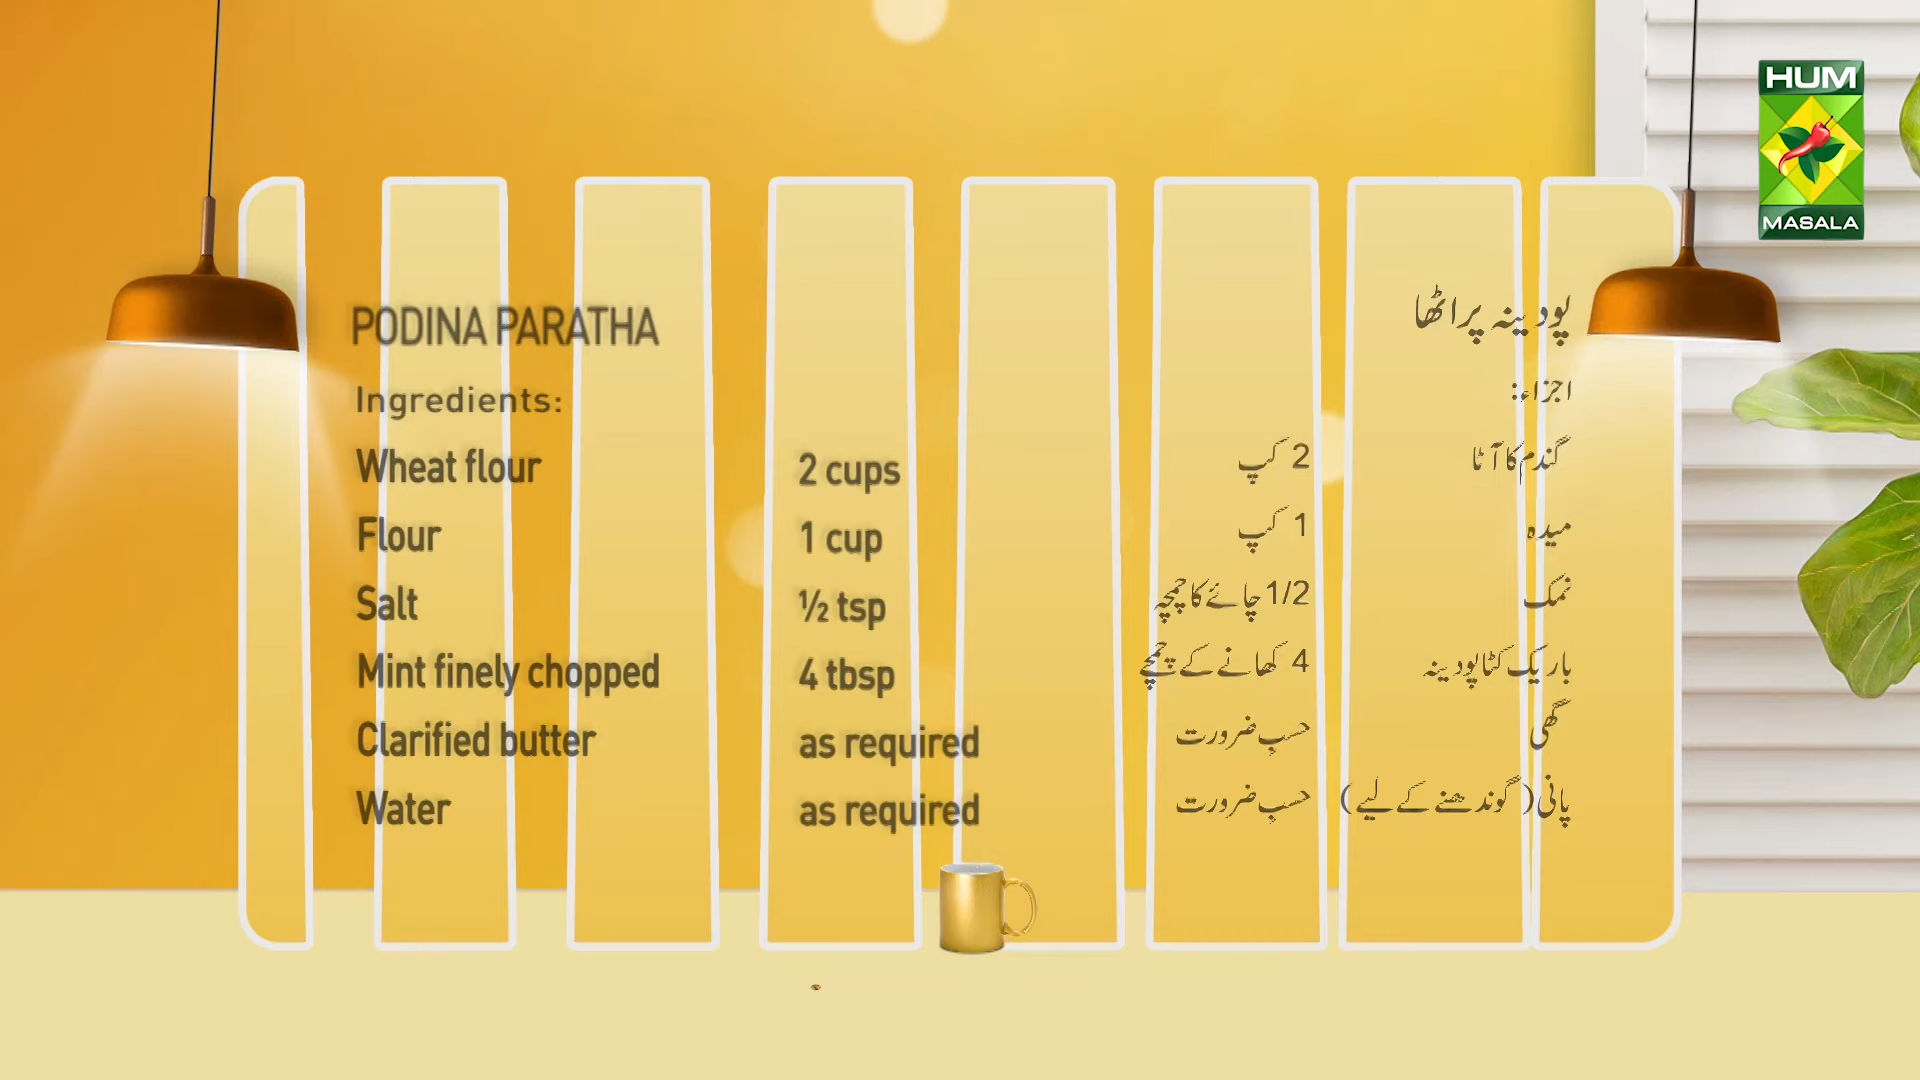 HUM
MASALA
PODINA PARATHA
Ingredients:
Wheat flour 2 cups
Flour 1 cup
Salt ½ tsp
Mint finely chopped 4 tbsp
Clarified butter as required
Water as required
پودینہ پراٹھا
اجزاء:
گندم کا آٹا 2 کپ
میدہ 1 کپ
نمک 1/2 چائے کا چمچہ
باریک کٹا پودینہ 4 کھانے کے چمچے
گھی حسبِ ضرورت
پانی (گوندھنے کے لیے) حسبِ ضرورت